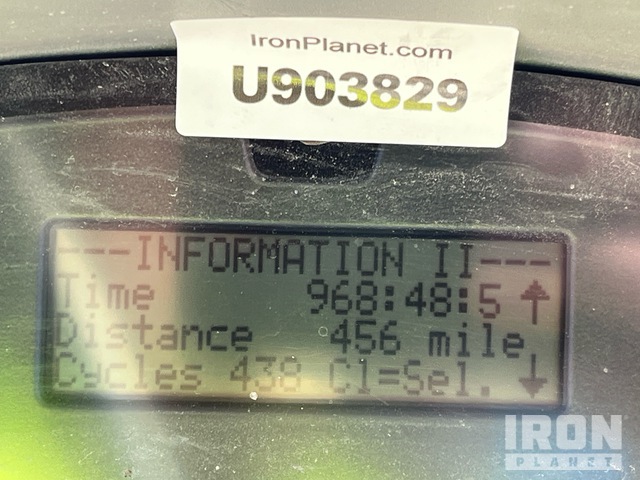 IronPlanet.com
U903829
---INFORMATION II---
Time 968:48:5 ↑
Distance 456 mile
Cycles 438 Cl=Sel. ↓
IRON
PLANET